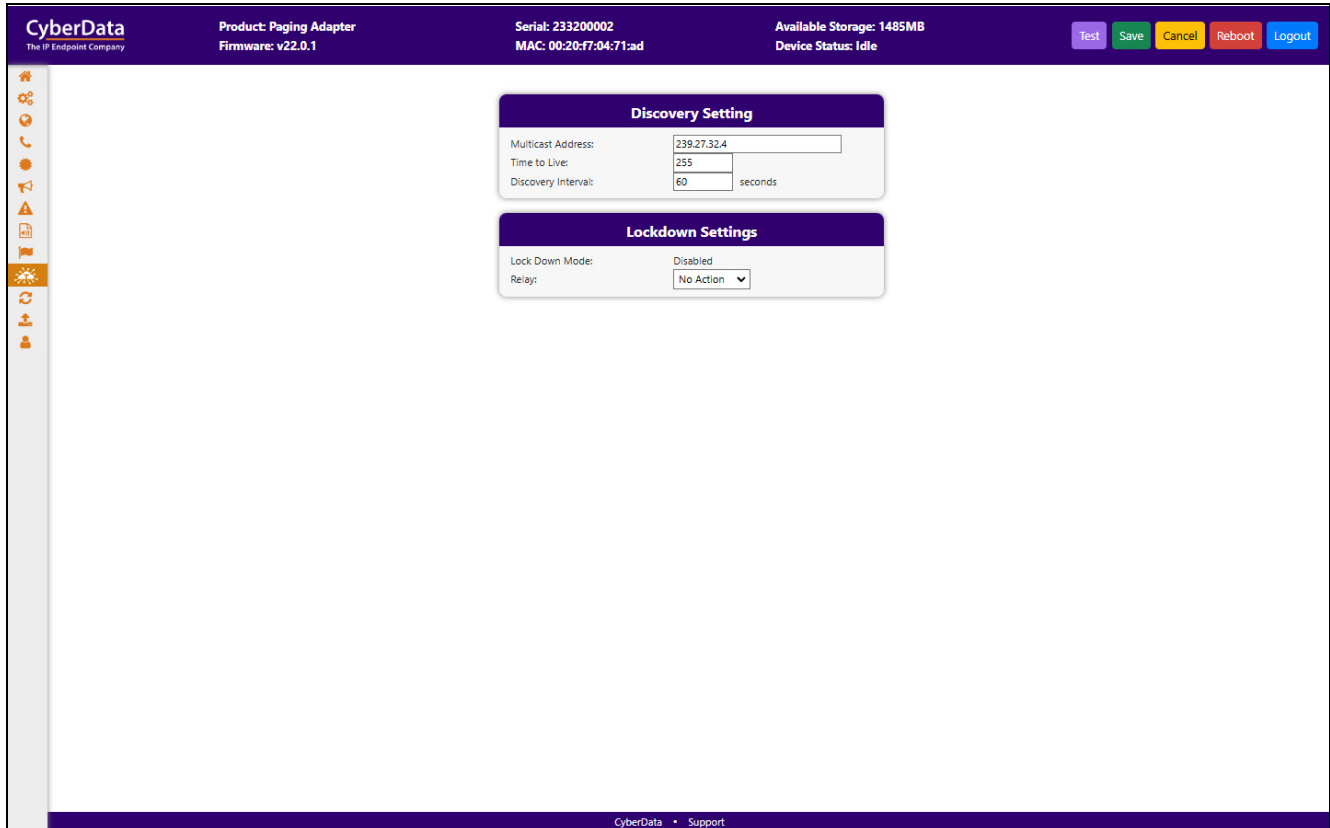 CyberData
The IP Endpoint Company
Product: Paging Adapter
Firmware: v22.0.1
Serial: 233200002
MAC: 00:20:f7:04:71:ad
Available Storage: 1485MB
Device Status: Idle
Test Save Cancel Reboot Logout
Discovery Setting
Multicast Address: 239.27.32.4
Time to Live: 255
Discovery Interval: 60 seconds
Lockdown Settings
Lock Down Mode: Disabled
Relay: No Action
CyberData • Support